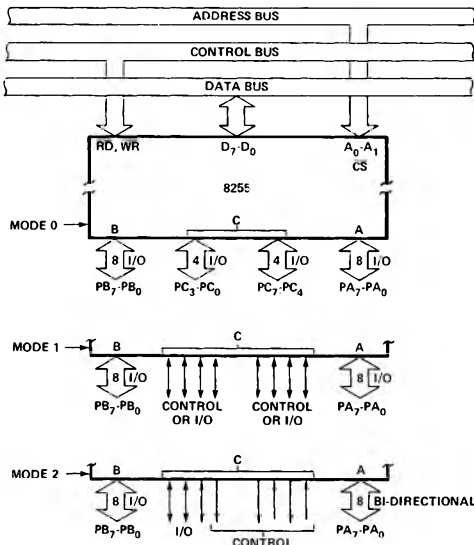 ADDRESS BUS
CONTROL BUS
DATA BUS
RD, WR D7-D0 A0-A1
CS
8255
MODE 0 B C A
8 I/O 4 I/O 4 I/O 8 I/O
PB7-PB0 PC3-PC0 PC7-PC4 PA7-PA0
MODE 1 B C A
8 I/O 8 I/O
PB7-PB0 CONTROL OR I/O CONTROL OR I/O PA7-PA0
MODE 2 B C A
8 I/O 8 BI-DIRECTIONAL
PB7-PB0 I/O PA7-PA0
CONTROL